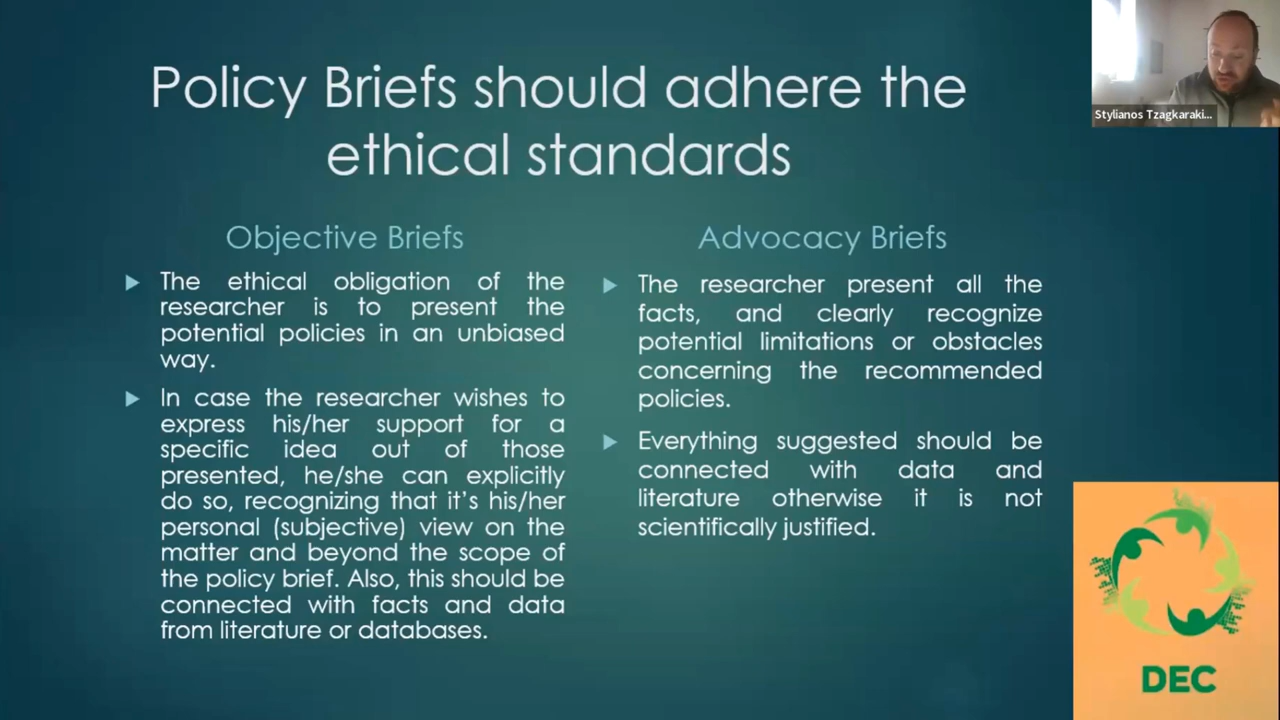 Policy Briefs should adhere the
ethical standards
Stylianos Tzagkaraki...
Objective Briefs
The ethical obligation of the
researcher is to present the
potential policies in an unbiased
way.
In case the researcher wishes to
express his/her support for a
specific idea out of those
presented, he/she can explicitly
do so, recognizing that it's his/her
personal (subjective) view on the
matter and beyond the scope of
the policy brief. Also, this should be
connected with facts and data
from literature or databases.
Advocacy Briefs
The researcher present all the
facts, and clearly recognize
potential limitations or obstacles
concerning the recommended
policies.
Everything suggested should be
connected with data and
literature otherwise it is not
scientifically justified.
DEC